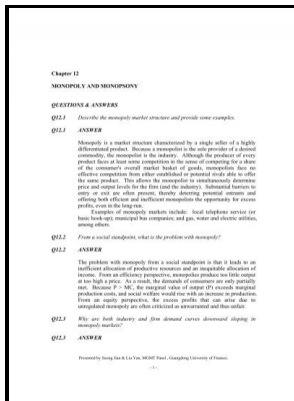 Chapter 12
MONOPOLY AND MONOPSONY
QUESTIONS & ANSWERS
Q12.1 Describe the monopoly market structure and provide some examples.
Q12.1 ANSWER
Monopoly is a market structure characterized by a single seller of a highly
differentiated product. Because a monopolist is the sole provider of a desired
commodity, the monopolist is the industry. Although the producer of every
product faces at least some competition in the sense of competing for a share
of the consumer's overall market basket of goods, monopolists face no
effective competition from either established or potential rivals able to offer
the same product. This allows the monopolist to simultaneously determine
price and output levels for the firm (and the industry). Substantial barriers to
entry or exit are often present, thereby deterring potential entrants and
offering both efficient and inefficient monopolists the opportunity for excess
profits, even in the long-run.
Examples of monopoly markets include: local telephone service (or
basic hook-up); municipal bus companies; and gas, water and electric utilities,
among others.
Q12.2 From a social standpoint, what is the problem with monopoly?
Q12.2 ANSWER
The problem with monopoly from a social standpoint is that it leads to an
inefficient allocation of productive resources and an inequitable allocation of
income. From an efficiency perspective, monopolies produce too little output
at too high a price. As a result, the demands of consumers are only partially
met. Because P > MC, the marginal value of output (P) exceeds marginal
production costs, and social welfare would rise with an increase in production.
From an equity perspective, the excess profits that can arise due to
unregulated monopoly are often criticized as unwarranted and thus unfair.
Q12.3 Why are both industry and firm demand curves downward sloping in
monopoly markets?
Q12.3 ANSWER
Presented by Suong Jian & Liu Yan, MGMT Panel, Guangdong University of Finance.
- 1 -